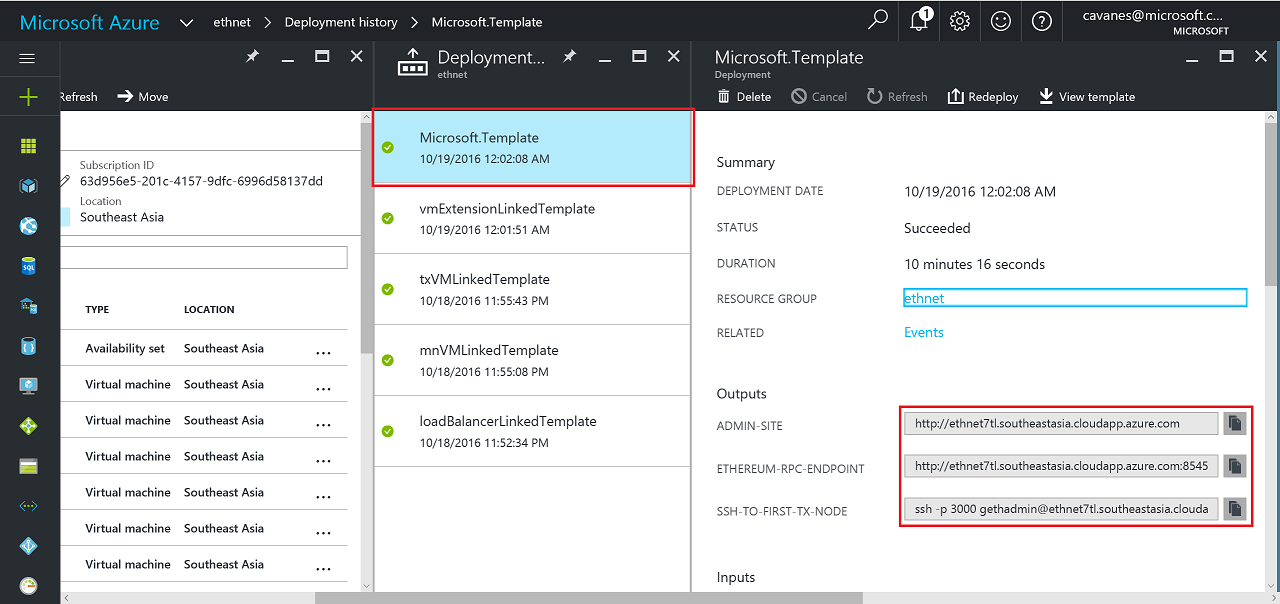 Microsoft Azure ethnet > Deployment history > Microsoft.Template 1 cavanes@microsoft.c...
MICROSOFT
Refresh Move
Subscription ID
63d956e5-201c-4157-9dfc-6996d58137dd
Location
Southeast Asia
TYPE LOCATION
Availability set Southeast Asia ...
Virtual machine Southeast Asia ...
Virtual machine Southeast Asia ...
Virtual machine Southeast Asia ...
Virtual machine Southeast Asia ...
Virtual machine Southeast Asia ...
Virtual machine Southeast Asia ...
Deployment...
ethnet
Microsoft.Template
10/19/2016 12:02:08 AM
vmExtensionLinkedTemplate
10/19/2016 12:01:51 AM
txVMLinkedTemplate
10/18/2016 11:55:43 PM
mnVMLinkedTemplate
10/18/2016 11:55:08 PM
loadBalancerLinkedTemplate
10/18/2016 11:52:34 PM
Microsoft.Template
Deployment
Delete Cancel Refresh Redeploy View template
Summary
DEPLOYMENT DATE 10/19/2016 12:02:08 AM
STATUS Succeeded
DURATION 10 minutes 16 seconds
RESOURCE GROUP ethnet
RELATED Events
Outputs
ADMIN-SITE http://ethnet7tl.southeastasia.cloudapp.azure.com
ETHEREUM-RPC-ENDPOINT http://ethnet7tl.southeastasia.cloudapp.azure.com:8545
SSH-TO-FIRST-TX-NODE ssh -p 3000 gethadmin@ethnet7tl.southeastasia.clouda
Inputs
SQL